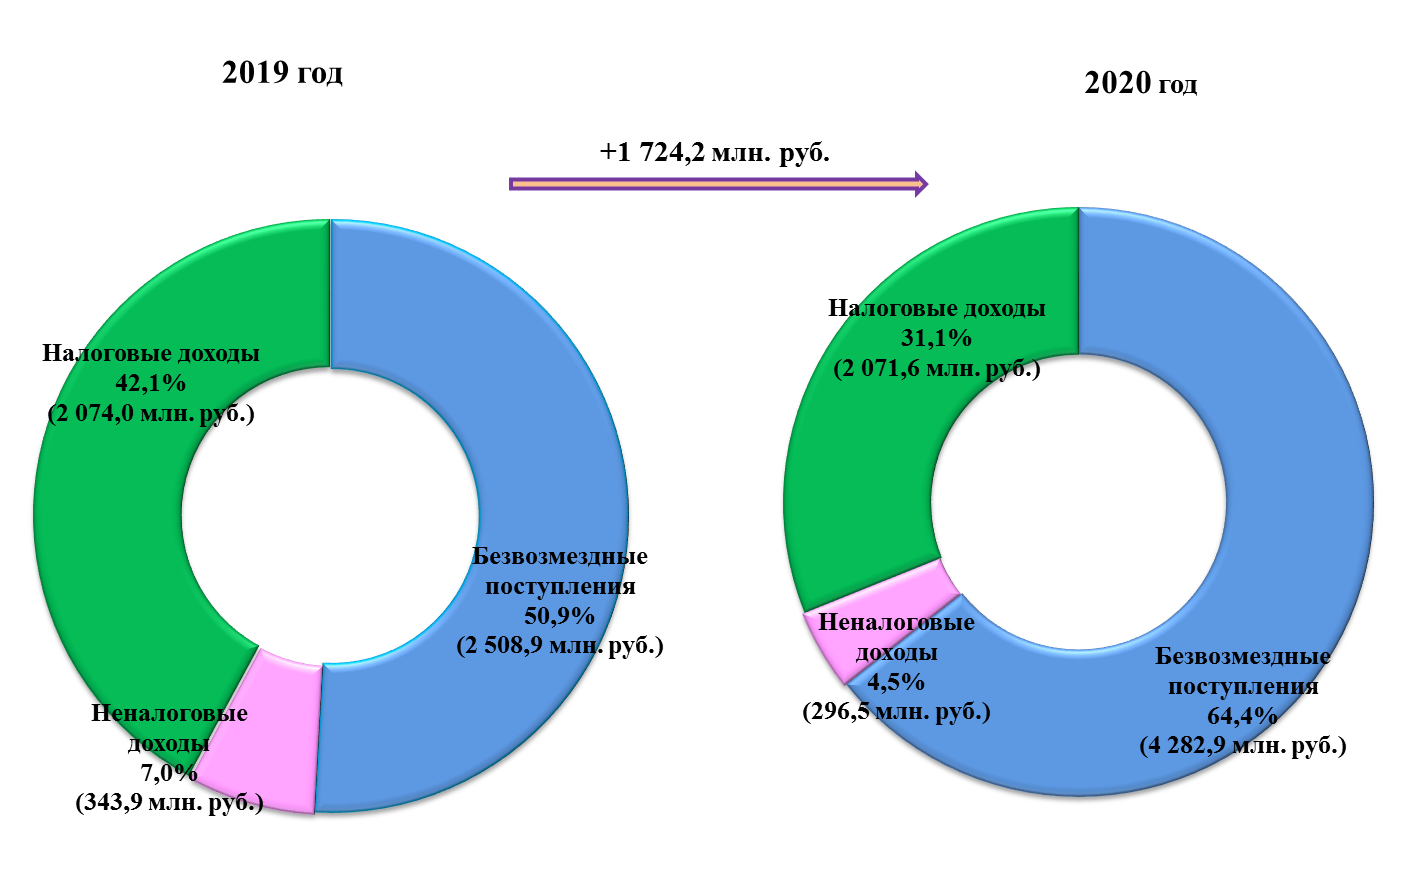 2019 год
2020 год
+1 724,2 млн. руб.
Налоговые доходы
42,1%
(2 074,0 млн. руб.)
Безвозмездные
поступления
50,9%
(2 508,9 млн. руб.)
Неналоговые
доходы
7,0%
(343,9 млн. руб.)
Налоговые доходы
31,1%
(2 071,6 млн. руб.)
Неналоговые
доходы
4,5%
(296,5 млн. руб.)
Безвозмездные
поступления
64,4%
(4 282,9 млн. руб.)